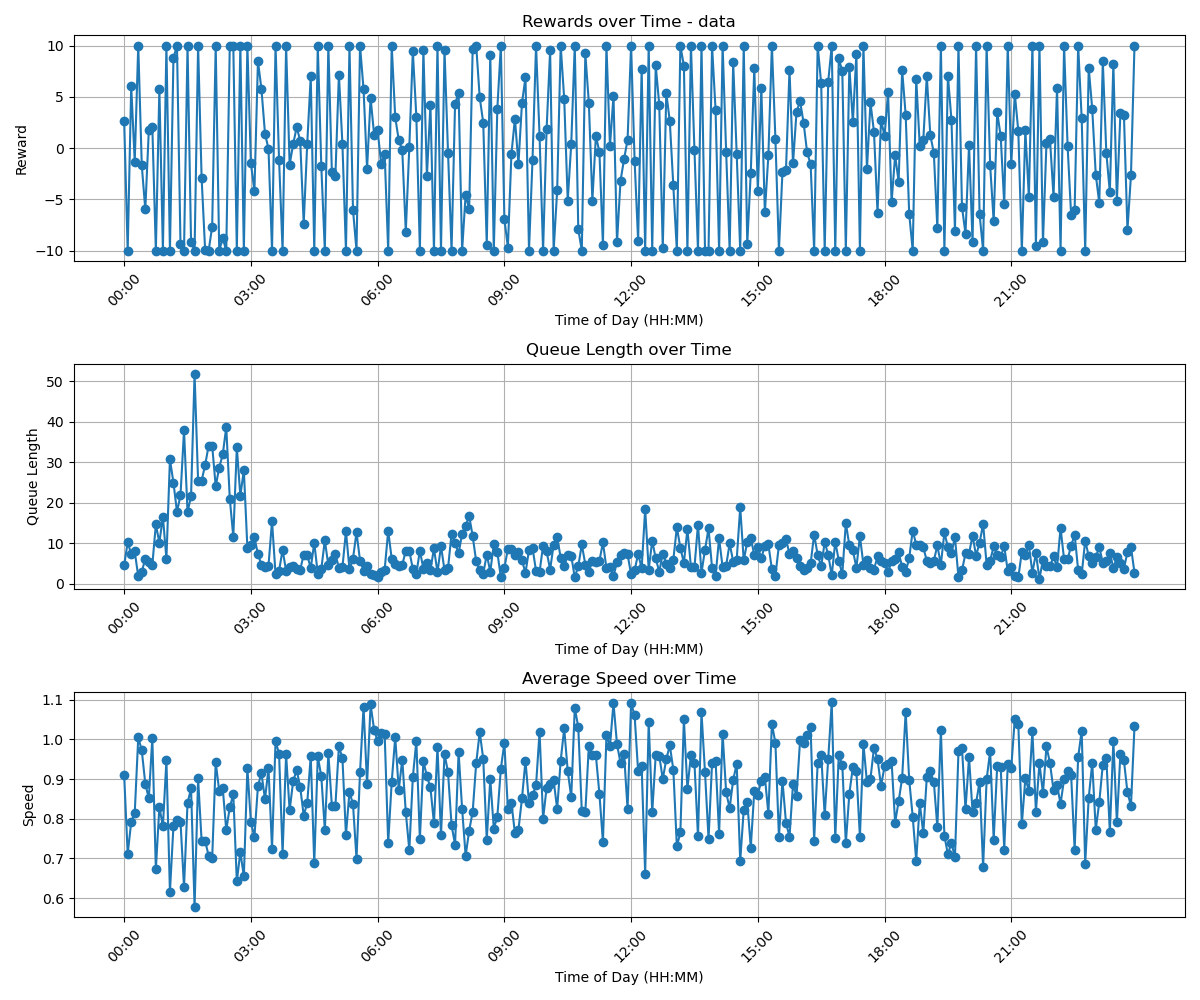 Rewards over Time - data
10
5
0
−5
−10
Reward
00:00 03:00 06:00 09:00 12:00 15:00 18:00 21:00
Time of Day (HH:MM)
Queue Length over Time
50
40
30
20
10
0
Queue Length
00:00 03:00 06:00 09:00 12:00 15:00 18:00 21:00
Time of Day (HH:MM)
Average Speed over Time
1.1
1.0
0.9
0.8
0.7
0.6
Speed
00:00 03:00 06:00 09:00 12:00 15:00 18:00 21:00
Time of Day (HH:MM)